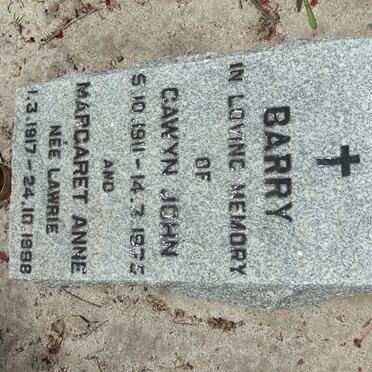 BARRY
IN LOVING MEMORY
OF
GAWYN JOHN
5.10.1911 – 14.3.1975
AND
MARGARET ANNE
NÉE LAWRIE
1.3.1917 – 24.10.1998